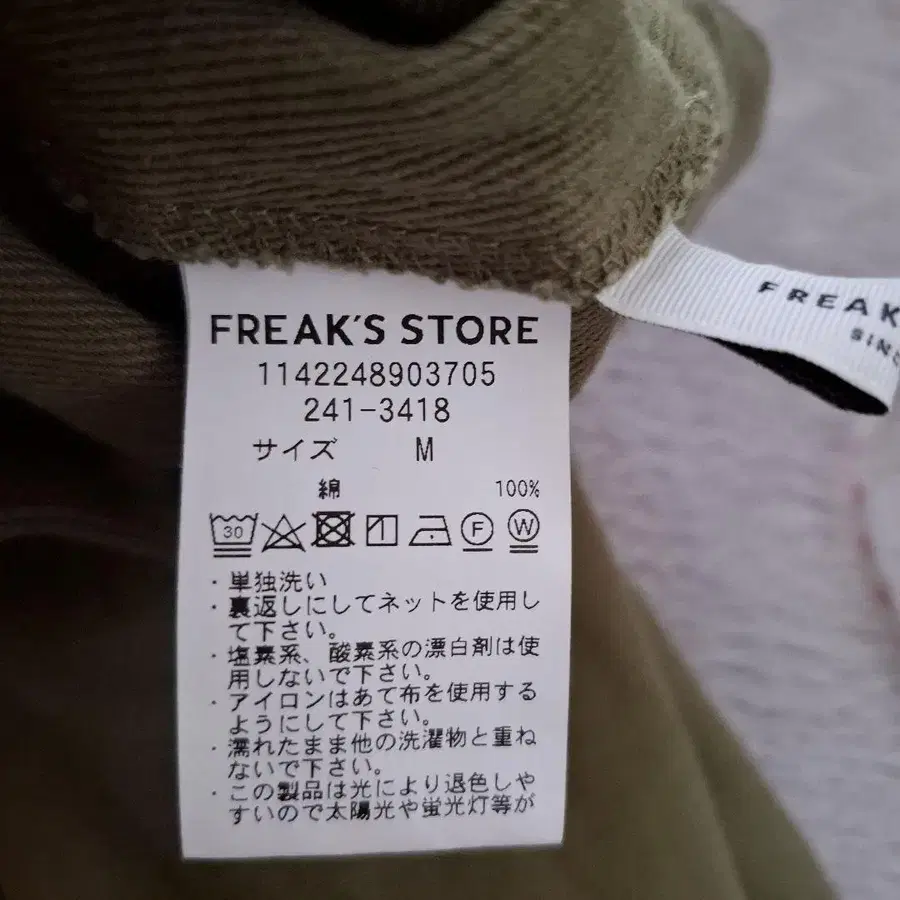 FREAK'S STORE
1142248903705
241-3418
サイズ M
綿 100%
30 F W
・単独洗い
・裏返しにしてネットを使用し
て下さい。
・塩素系、酸素系の漂白剤は使
用しないで下さい。
・アイロンはあて布を使用する
ようにして下さい。
・濡れたまま他の洗濯物と重ね
ないで下さい。
・この製品は光により退色しや
すいので太陽光や蛍光灯等が
FREAK
SINC